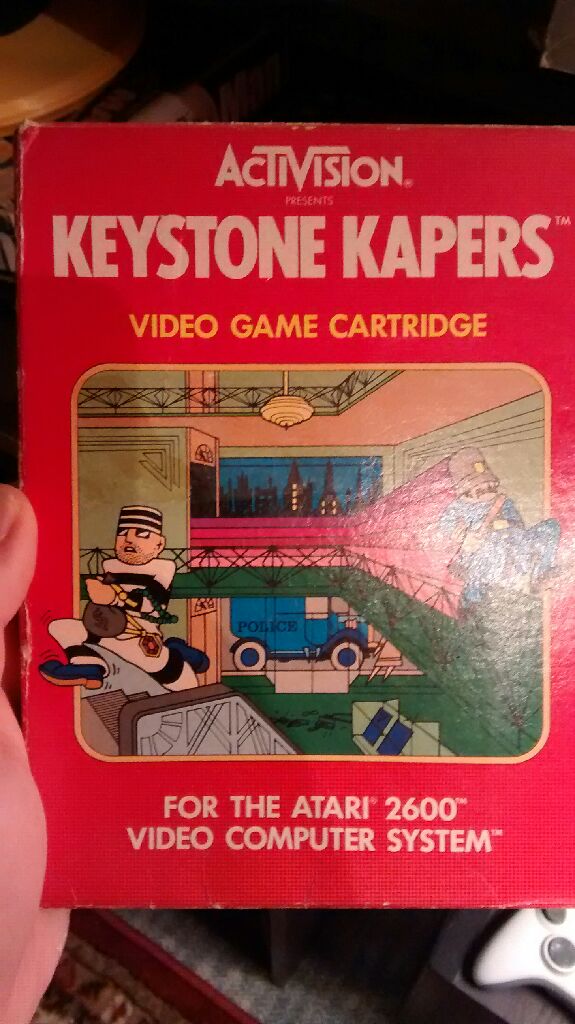 ACTIVISION®
PRESENTS
KEYSTONE KAPERS™
VIDEO GAME CARTRIDGE
POLICE
$
FOR THE ATARI® 2600™
VIDEO COMPUTER SYSTEM™